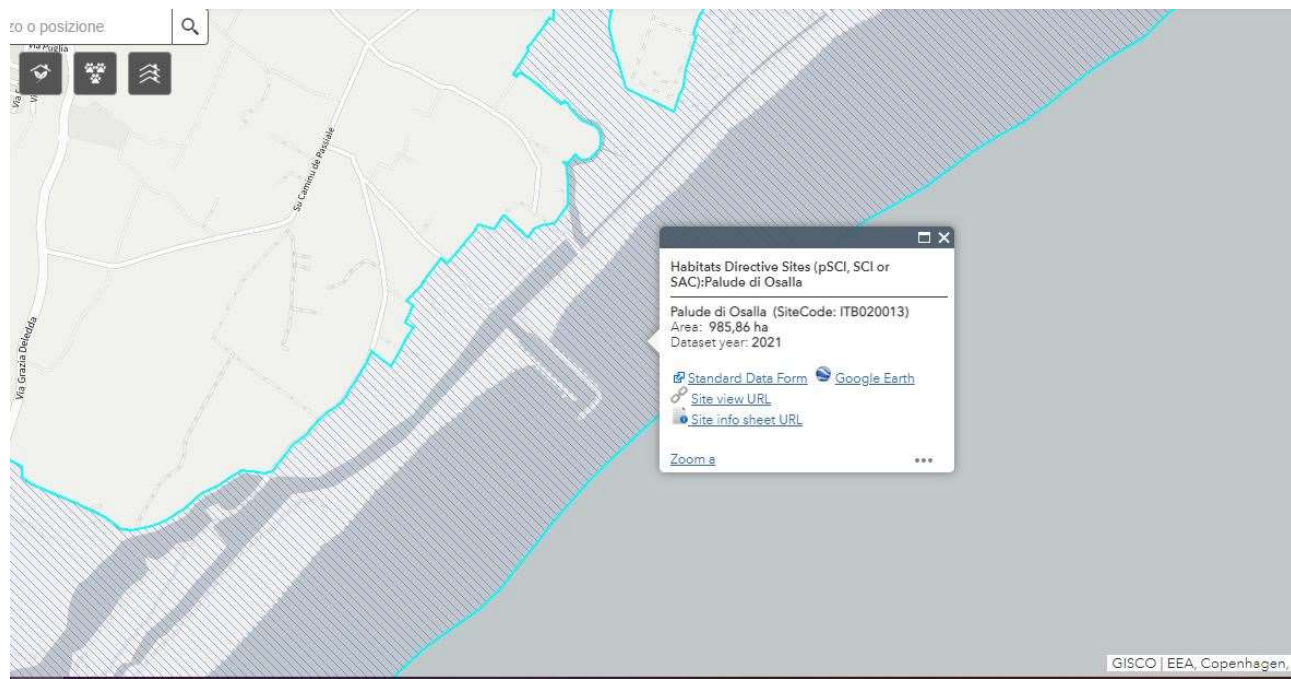 zo o posizione
Via Puglia
Su Caminu de Passiale
Via Grazia Deledda
Habitats Directive Sites (pSCI, SCI or
SAC):Palude di Osalla
Palude di Osalla (SiteCode: ITB020013)
Area: 985,86 ha
Dataset year: 2021
Standard Data Form Google Earth
Site view URL
Site info sheet URL
Zoom a
GISCO | EEA, Copenhagen,